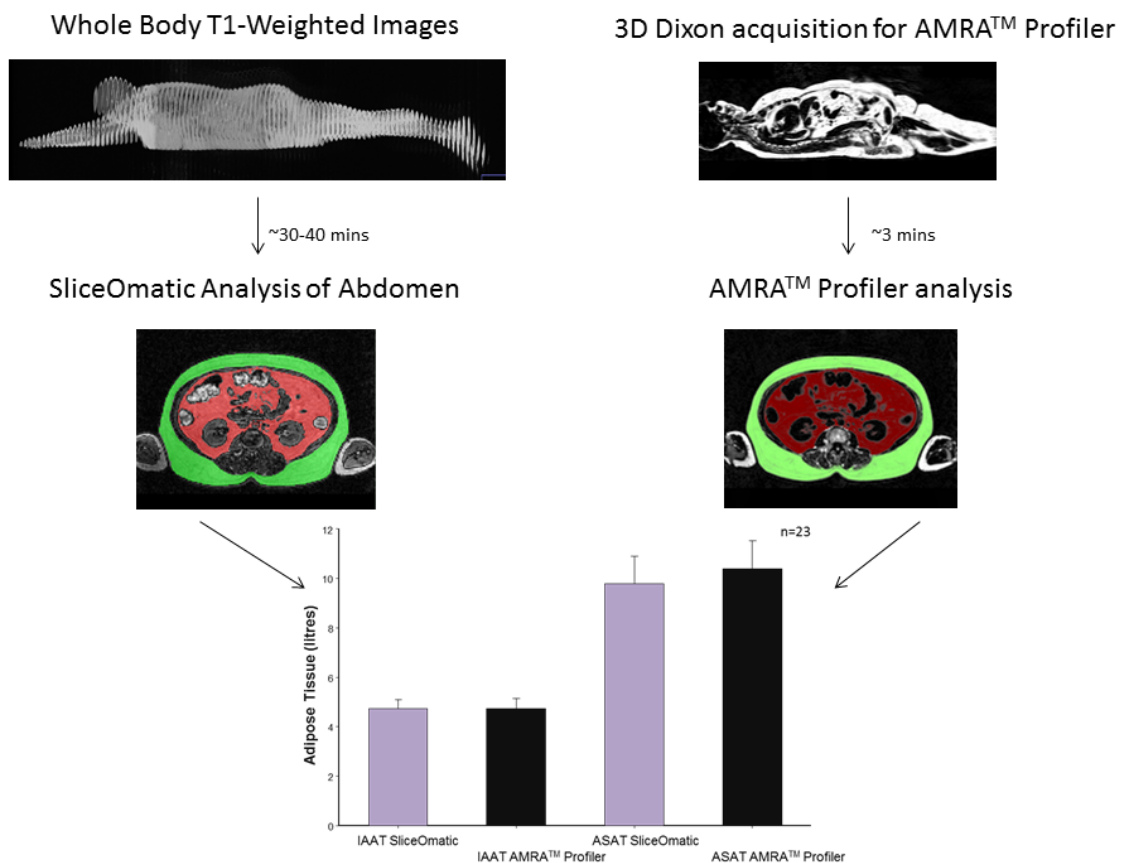 Whole Body T1-Weighted Images
3D Dixon acquisition for AMRA™ Profiler
~30-40 mins
~3 mins
SliceOmatic Analysis of Abdomen
AMRA™ Profiler analysis
n=23
Adipose Tissue (litres)
12
10
8
6
4
2
0
IAAT SliceOmatic
IAAT AMRA™ Profiler
ASAT SliceOmatic
ASAT AMRA™ Profiler